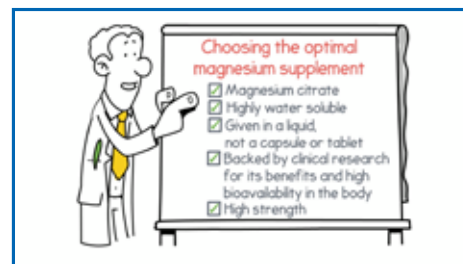 Choosing the optimal
magnesium supplement
Magnesium citrate
Highly water soluble
Given in a liquid,
not a capsule or tablet
Backed by clinical research
for its benefits and high
bioavailability in the body
High strength